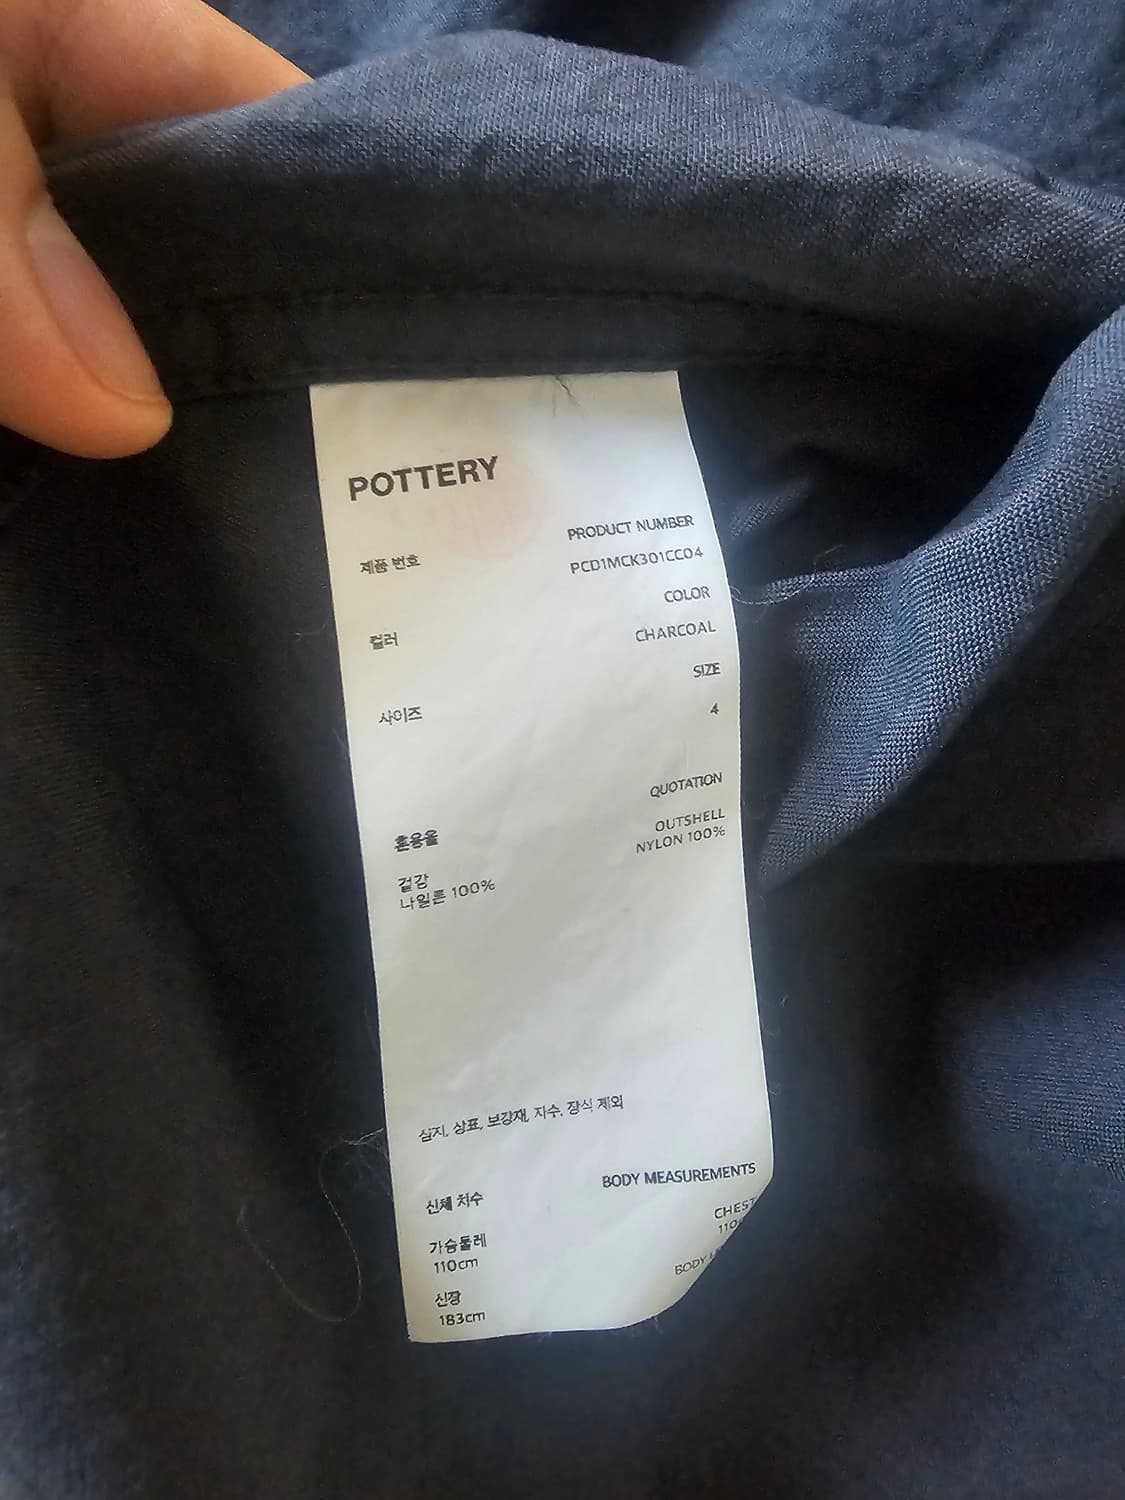 POTTERY
PRODUCT NUMBER
제품 번호
PCD1MCK301CC04
COLOR
컬러
CHARCOAL
SIZE
사이즈
4
QUOTATION
혼용율
OUTSHELL
NYLON 100%
겉감
나일론 100%
심지, 상표, 보강재, 자수, 장식 제외
BODY MEASUREMENTS
신체 치수
CHEST
가슴둘레
110cm
BODY
신장
183cm